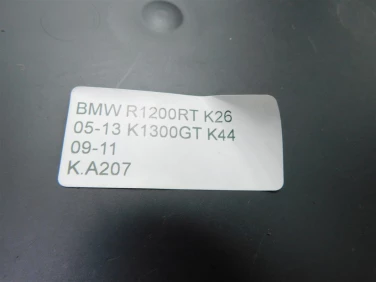 BMW R1200RT K26
05-13 K1300GT K44
09-11
K.A207